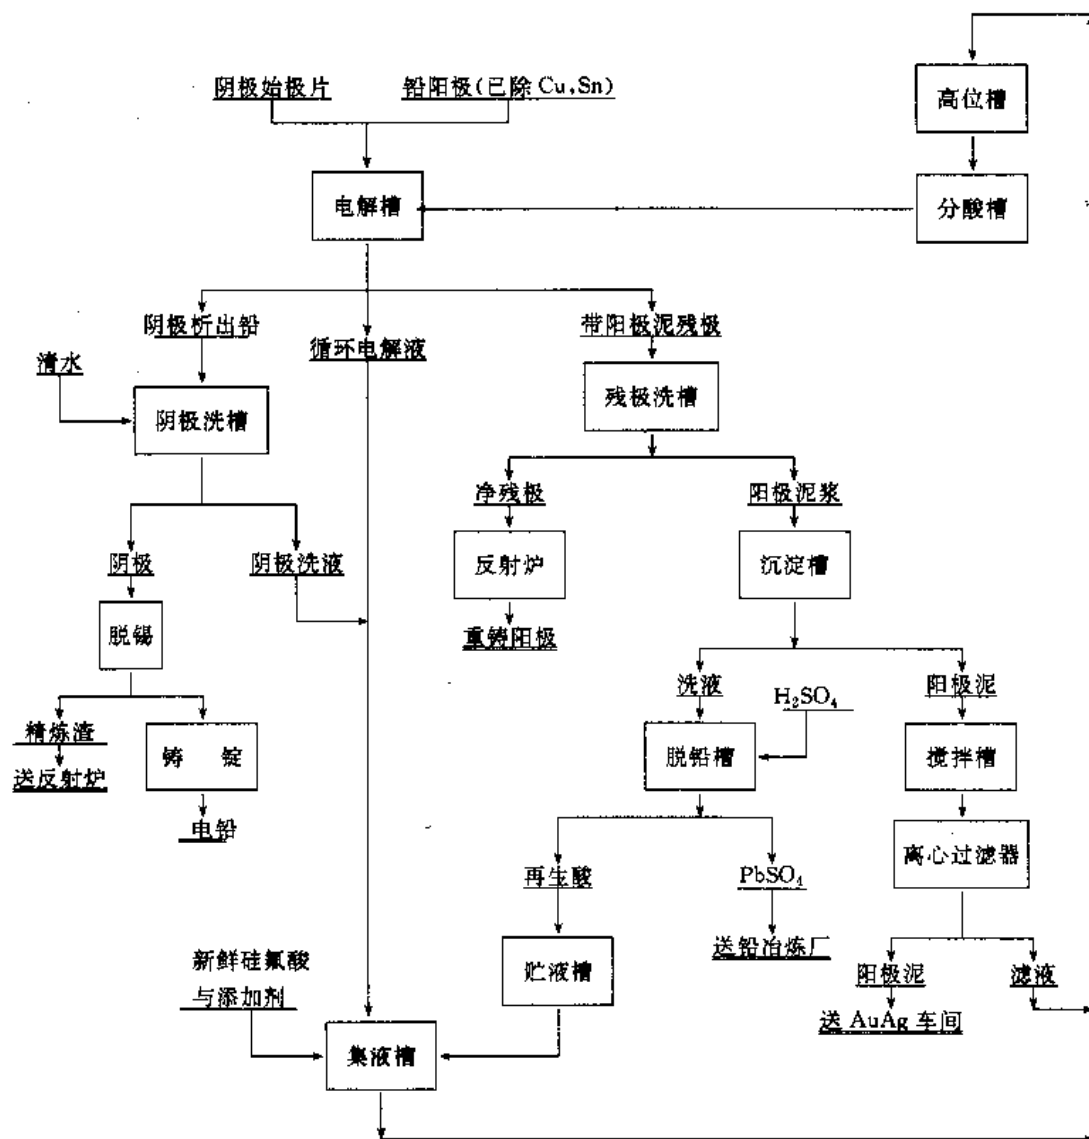 阴极始极片
铅阳极(已除Cu,Sn)
高位槽
电解槽
分酸槽
阴极析出铅
循环电解液
带阳极泥残极
清水
阴极洗槽
残极洗槽
净残极
阳极泥浆
阴极
阴极洗液
反射炉
沉淀槽
脱锡
重铸阳极
洗液
H₂SO₄
阳极泥
精炼渣
铸 锭
脱铅槽
搅拌槽
送反射炉
电铅
离心过滤器
再生酸
PbSO₄
送铅冶炼厂
新鲜硅氟酸
与添加剂
贮液槽
阳极泥
滤液
送AuAg车间
集液槽